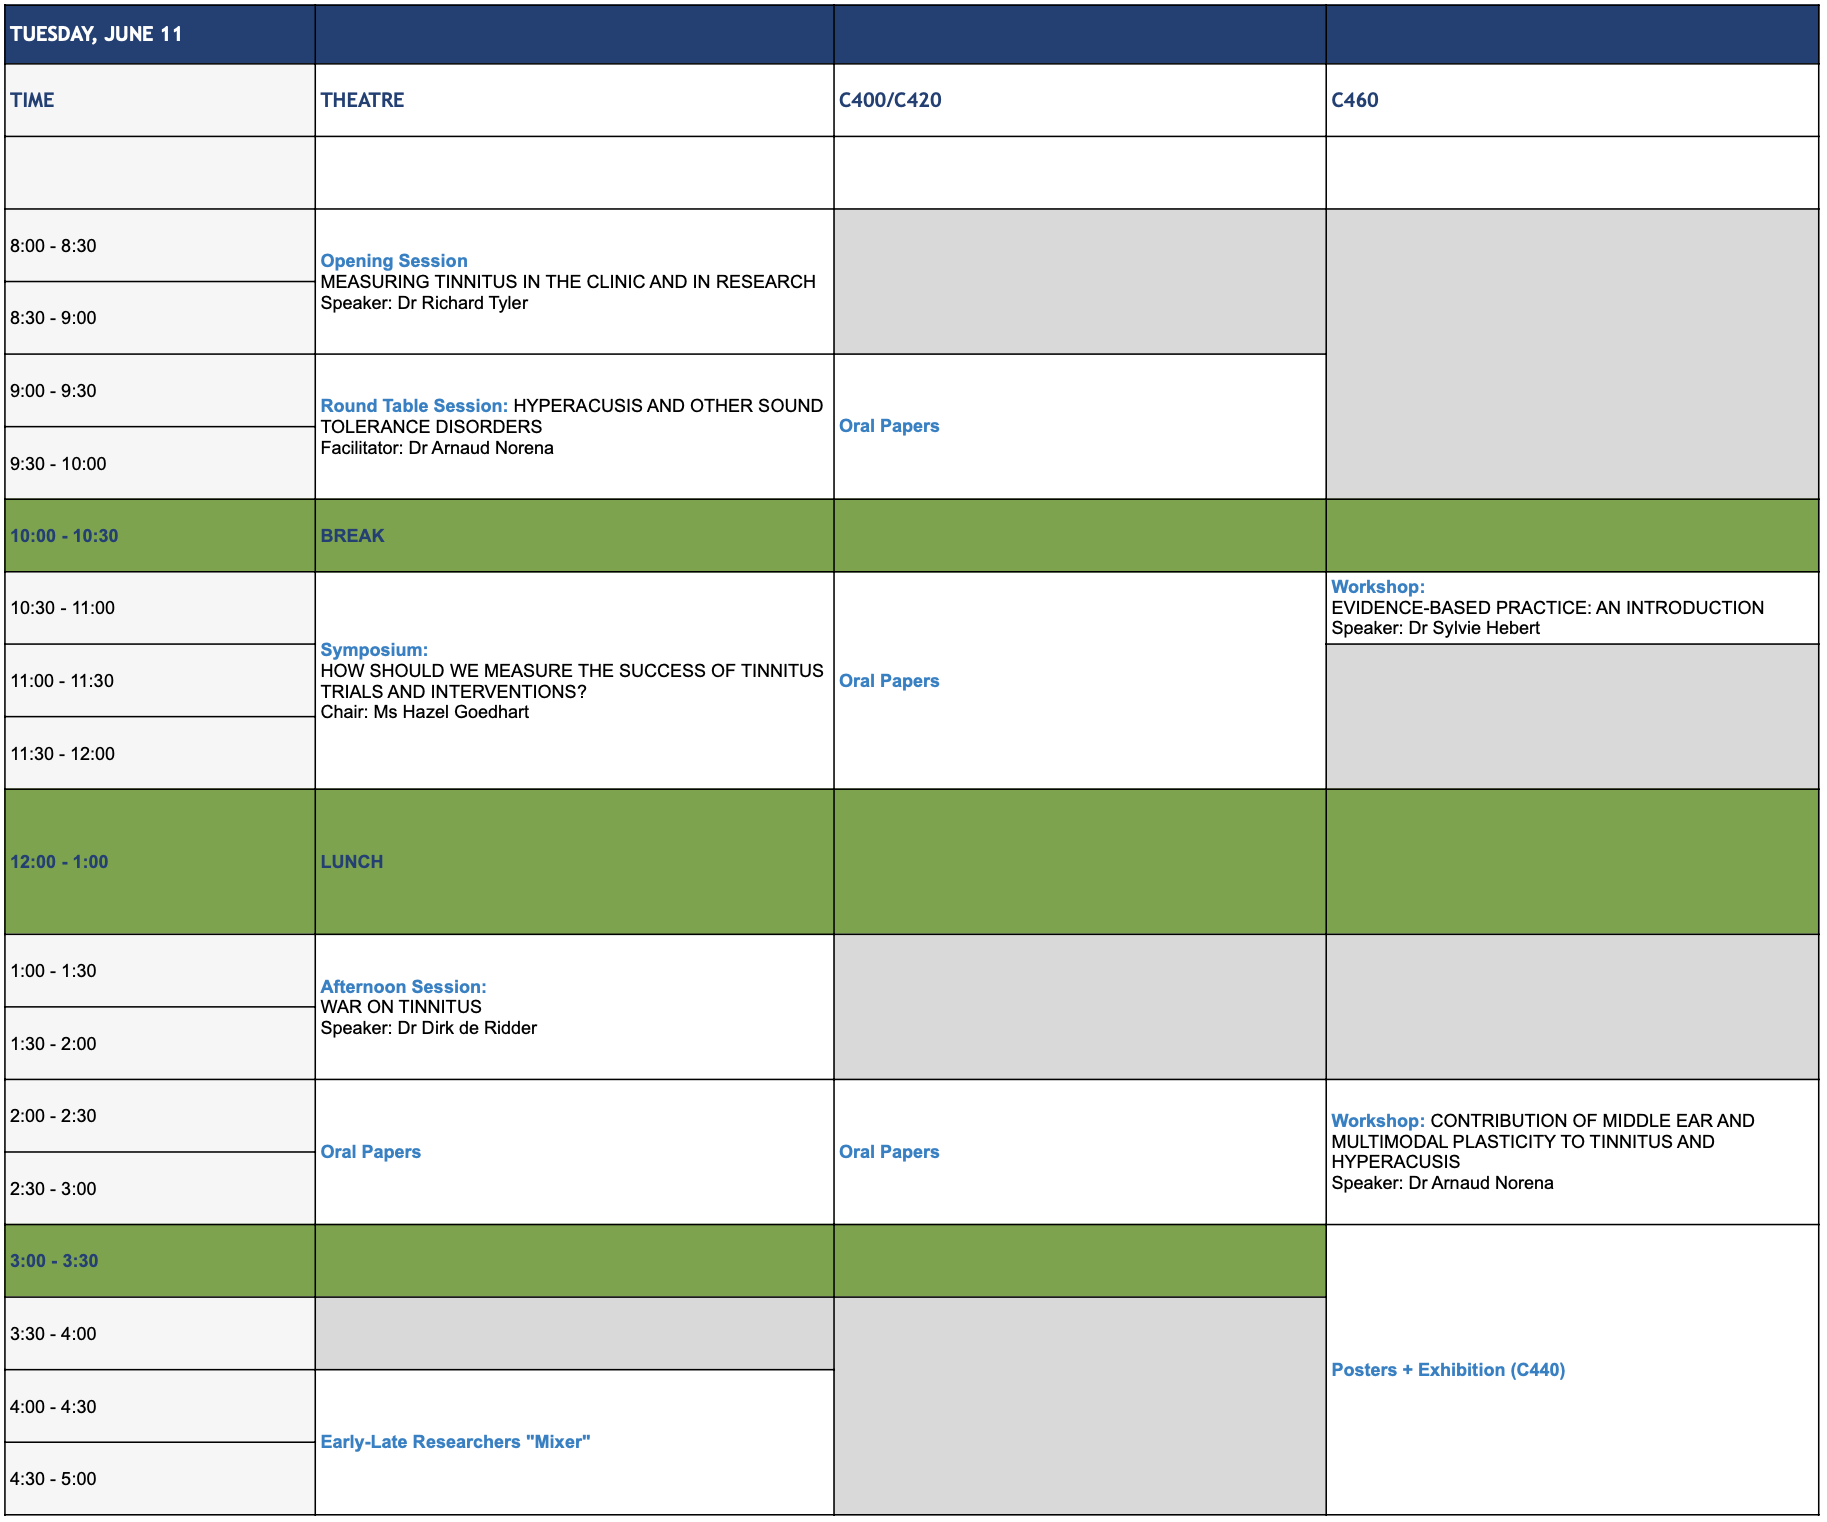 TUESDAY, JUNE 11
TIME
THEATRE
C400/C420
C460
8:00 - 8:30
8:30 - 9:00
Opening Session
MEASURING TINNITUS IN THE CLINIC AND IN RESEARCH
Speaker: Dr Richard Tyler
9:00 - 9:30
9:30 - 10:00
Round Table Session: HYPERACUSIS AND OTHER SOUND
TOLERANCE DISORDERS
Facilitator: Dr Arnaud Norena
Oral Papers
10:00 - 10:30
BREAK
10:30 - 11:00
11:00 - 11:30
11:30 - 12:00
Symposium:
HOW SHOULD WE MEASURE THE SUCCESS OF TINNITUS
TRIALS AND INTERVENTIONS?
Chair: Ms Hazel Goedhart
Oral Papers
Workshop:
EVIDENCE-BASED PRACTICE: AN INTRODUCTION
Speaker: Dr Sylvie Hebert
12:00 - 1:00
LUNCH
1:00 - 1:30
1:30 - 2:00
Afternoon Session:
WAR ON TINNITUS
Speaker: Dr Dirk de Ridder
2:00 - 2:30
2:30 - 3:00
Oral Papers
Oral Papers
Workshop: CONTRIBUTION OF MIDDLE EAR AND
MULTIMODAL PLASTICITY TO TINNITUS AND
HYPERACUSIS
Speaker: Dr Arnaud Norena
3:00 - 3:30
3:30 - 4:00
4:00 - 4:30
4:30 - 5:00
Early-Late Researchers "Mixer"
Posters + Exhibition (C440)